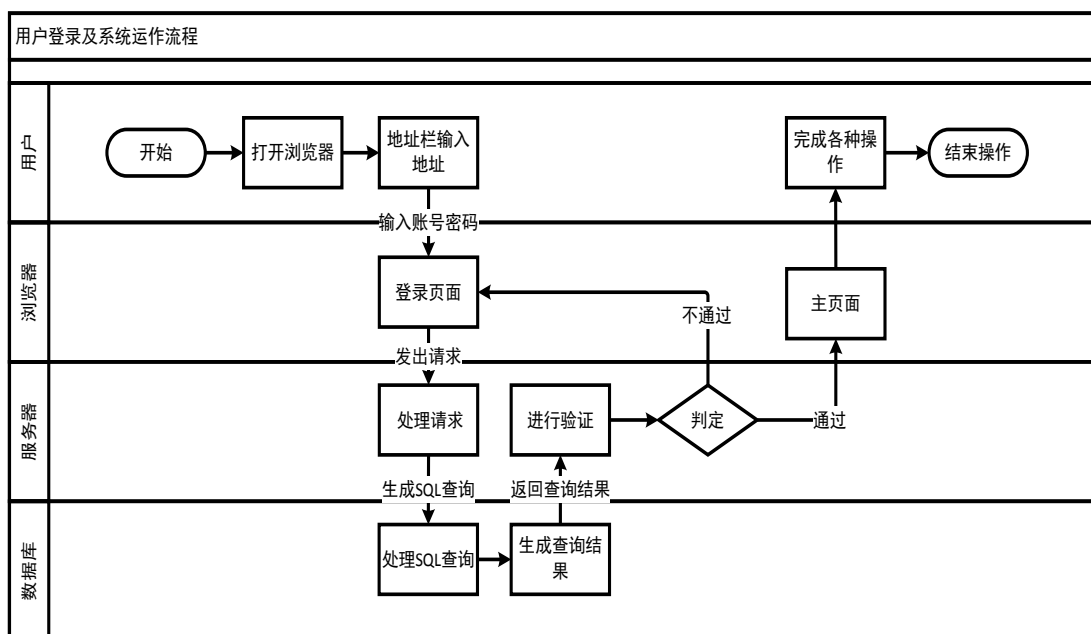 用户登录及系统运作流程
用户
开始
打开浏览器
地址栏输入
地址
完成各种操
作
结束操作
输入账号密码
浏览器
登录页面
不通过
主页面
发出请求
服务器
处理请求
进行验证
判定
通过
生成SQL查询
返回查询结果
数据库
处理SQL查询
生成查询结
果